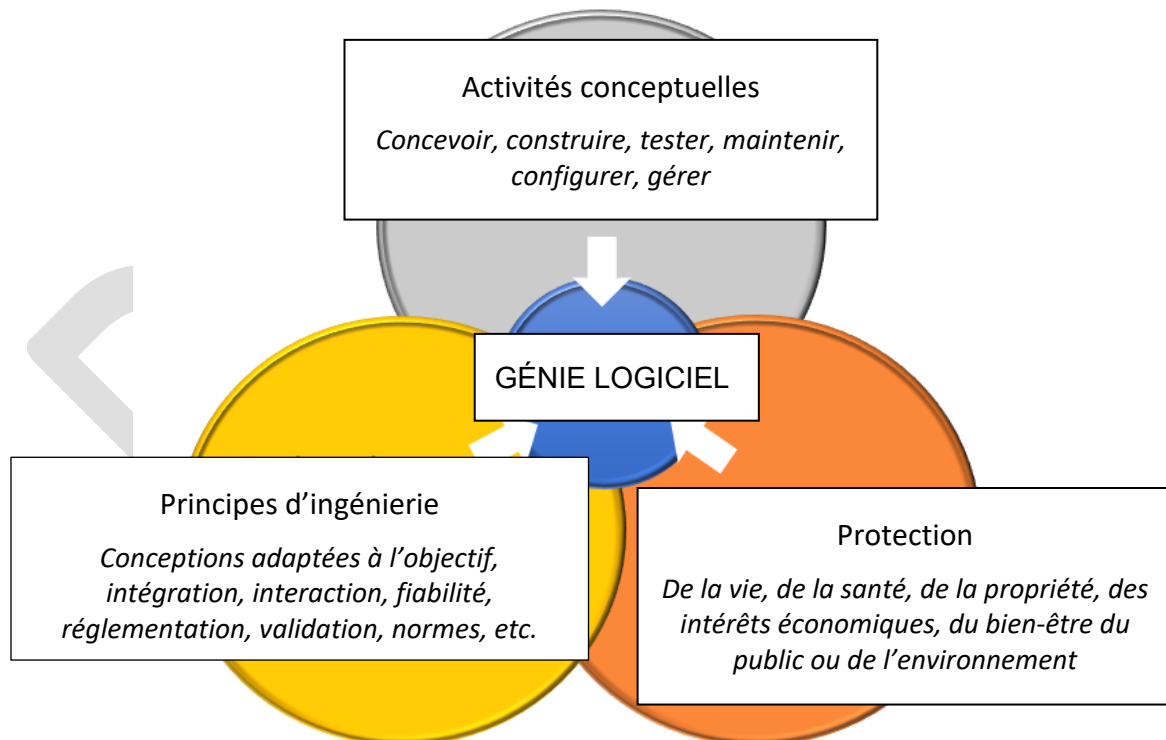 Activités conceptuelles
Concevoir, construire, tester, maintenir,
configurer, gérer
GÉNIE LOGICIEL
Principes d’ingénierie
Conceptions adaptées à l’objectif,
intégration, interaction, fiabilité,
réglementation, validation, normes, etc.
Protection
De la vie, de la santé, de la propriété, des
intérêts économiques, du bien-être du
public ou de l’environnement